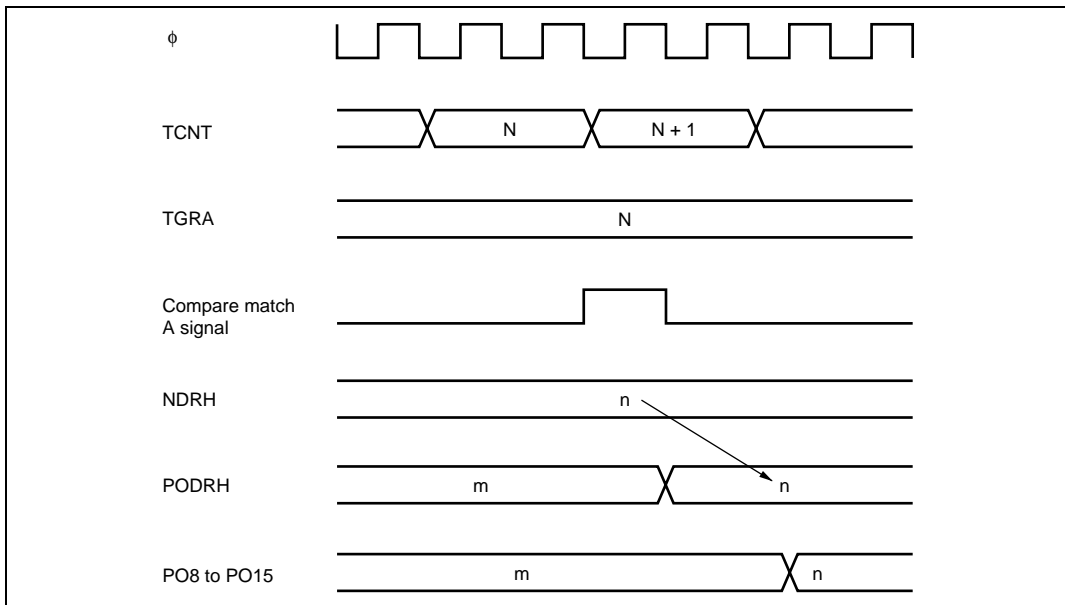 ϕ
TCNT N N + 1
TGRA N
Compare match
A signal
NDRH n
PODRH m n
PO8 to PO15 m n